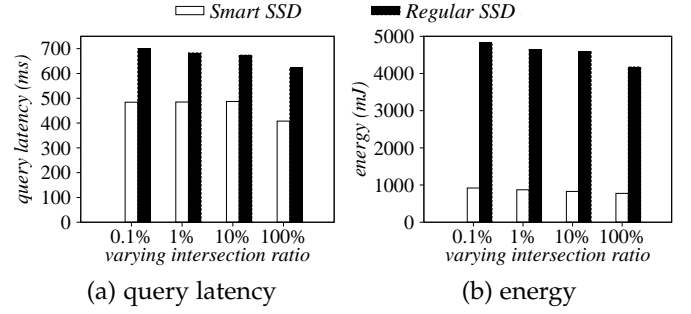 Smart SSD Regular SSD
query latency (ms)
700
600
500
400
300
200
100
0
0.1% 1% 10% 100%
varying intersection ratio
(a) query latency
energy (mJ)
5000
4000
3000
2000
1000
0
0.1% 1% 10% 100%
varying intersection ratio
(b) energy